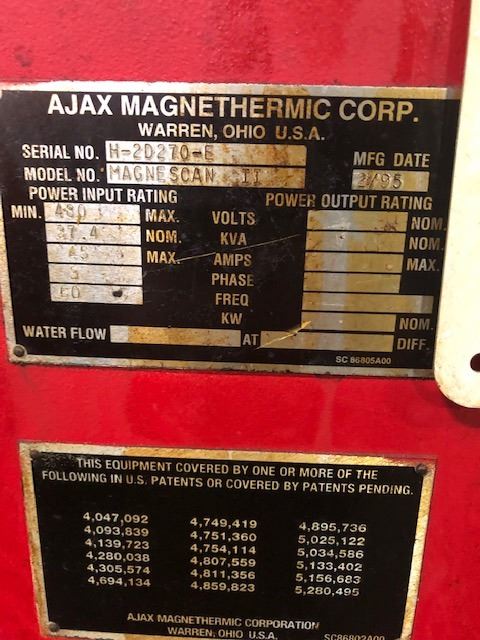 AJAX MAGNETHERMIC CORP.
WARREN, OHIO U.S.A.
SERIAL NO. H-2D270-E
MFG DATE
MODEL NO. MAGNESCAN II 2/95
POWER INPUT RATING POWER OUTPUT RATING
MIN. MAX. VOLTS NOM.
37.4 NOM. KVA NOM.
45 MAX. AMPS MAX.
3 PHASE
60 FREQ
KW NOM.
WATER FLOW AT DIFF.
SC 86805A00
THIS EQUIPMENT COVERED BY ONE OR MORE OF THE
FOLLOWING IN U.S. PATENTS OR COVERED BY PATENTS PENDING.
4,047,092 4,749,419 4,895,736
4,093,839 4,751,360 5,025,122
4,139,723 4,754,114 5,034,586
4,280,038 4,807,559 5,133,402
4,305,574 4,811,356 5,156,683
4,694,134 4,859,823 5,280,495
AJAX MAGNETHERMIC CORPORATION
WARREN, OHIO U.S.A. SC86802A00